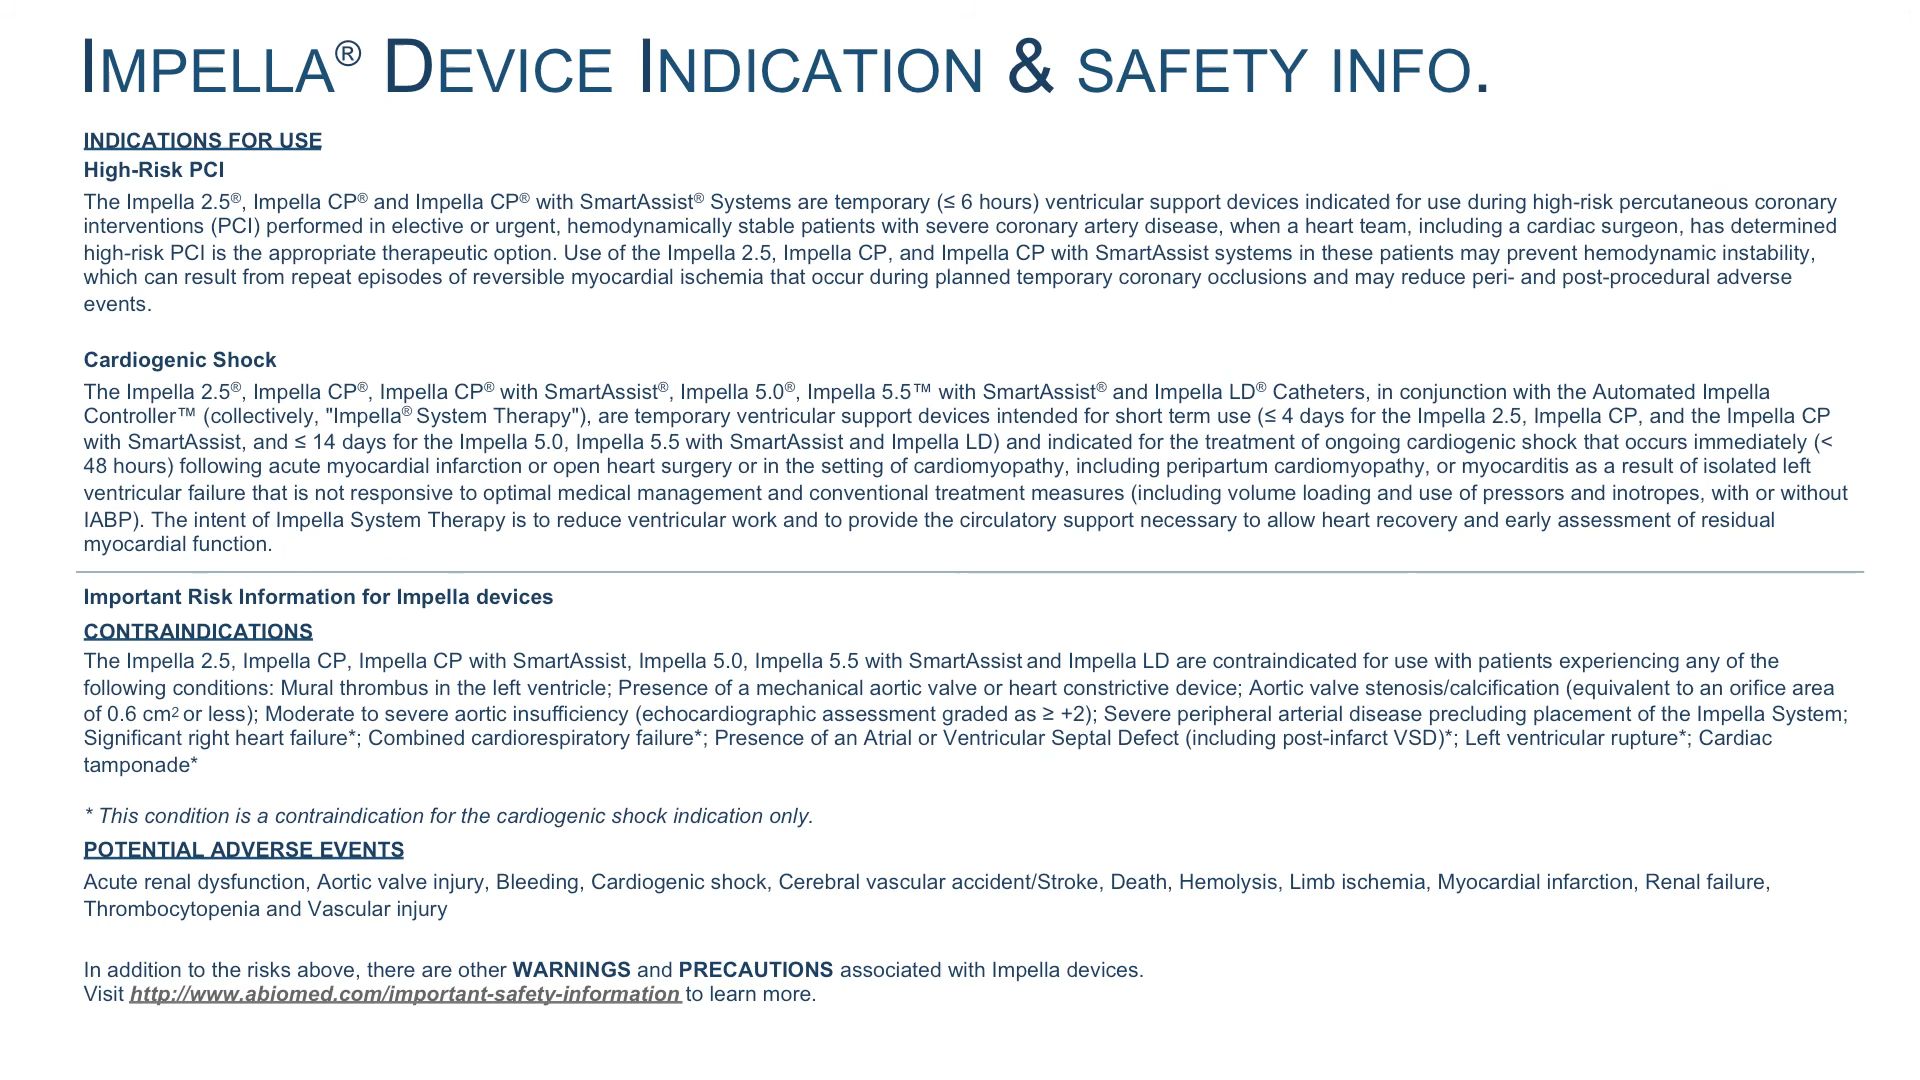 IMPELLA® DEVICE INDICATION & SAFETY INFO.
INDICATIONS FOR USE
High-Risk PCI
The Impella 2.5®, Impella CP® and Impella CP® with SmartAssist® Systems are temporary (≤ 6 hours) ventricular support devices indicated for use during high-risk percutaneous coronary
interventions (PCI) performed in elective or urgent, hemodynamically stable patients with severe coronary artery disease, when a heart team, including a cardiac surgeon, has determined
high-risk PCI is the appropriate therapeutic option. Use of the Impella 2.5, Impella CP, and Impella CP with SmartAssist systems in these patients may prevent hemodynamic instability,
which can result from repeat episodes of reversible myocardial ischemia that occur during planned temporary coronary occlusions and may reduce peri- and post-procedural adverse
events.
Cardiogenic Shock
The Impella 2.5®, Impella CP®, Impella CP® with SmartAssist®, Impella 5.0®, Impella 5.5™ with SmartAssist® and Impella LD® Catheters, in conjunction with the Automated Impella
Controller™ (collectively, "Impella® System Therapy"), are temporary ventricular support devices intended for short term use (≤ 4 days for the Impella 2.5, Impella CP, and the Impella CP
with SmartAssist, and ≤ 14 days for the Impella 5.0, Impella 5.5 with SmartAssist and Impella LD) and indicated for the treatment of ongoing cardiogenic shock that occurs immediately (<
48 hours) following acute myocardial infarction or open heart surgery or in the setting of cardiomyopathy, including peripartum cardiomyopathy, or myocarditis as a result of isolated left
ventricular failure that is not responsive to optimal medical management and conventional treatment measures (including volume loading and use of pressors and inotropes, with or without
IABP). The intent of Impella System Therapy is to reduce ventricular work and to provide the circulatory support necessary to allow heart recovery and early assessment of residual
myocardial function.
Important Risk Information for Impella devices
CONTRAINDICATIONS
The Impella 2.5, Impella CP, Impella CP with SmartAssist, Impella 5.0, Impella 5.5 with SmartAssist and Impella LD are contraindicated for use with patients experiencing any of the
following conditions: Mural thrombus in the left ventricle; Presence of a mechanical aortic valve or heart constrictive device; Aortic valve stenosis/calcification (equivalent to an orifice area
of 0.6 cm2 or less); Moderate to severe aortic insufficiency (echocardiographic assessment graded as ≥ +2); Severe peripheral arterial disease precluding placement of the Impella System;
Significant right heart failure*; Combined cardiorespiratory failure*; Presence of an Atrial or Ventricular Septal Defect (including post-infarct VSD)*; Left ventricular rupture*; Cardiac
tamponade*
* This condition is a contraindication for the cardiogenic shock indication only.
POTENTIAL ADVERSE EVENTS
Acute renal dysfunction, Aortic valve injury, Bleeding, Cardiogenic shock, Cerebral vascular accident/Stroke, Death, Hemolysis, Limb ischemia, Myocardial infarction, Renal failure,
Thrombocytopenia and Vascular injury
In addition to the risks above, there are other WARNINGS and PRECAUTIONS associated with Impella devices.
Visit http://www.abiomed.com/important-safety-information to learn more.